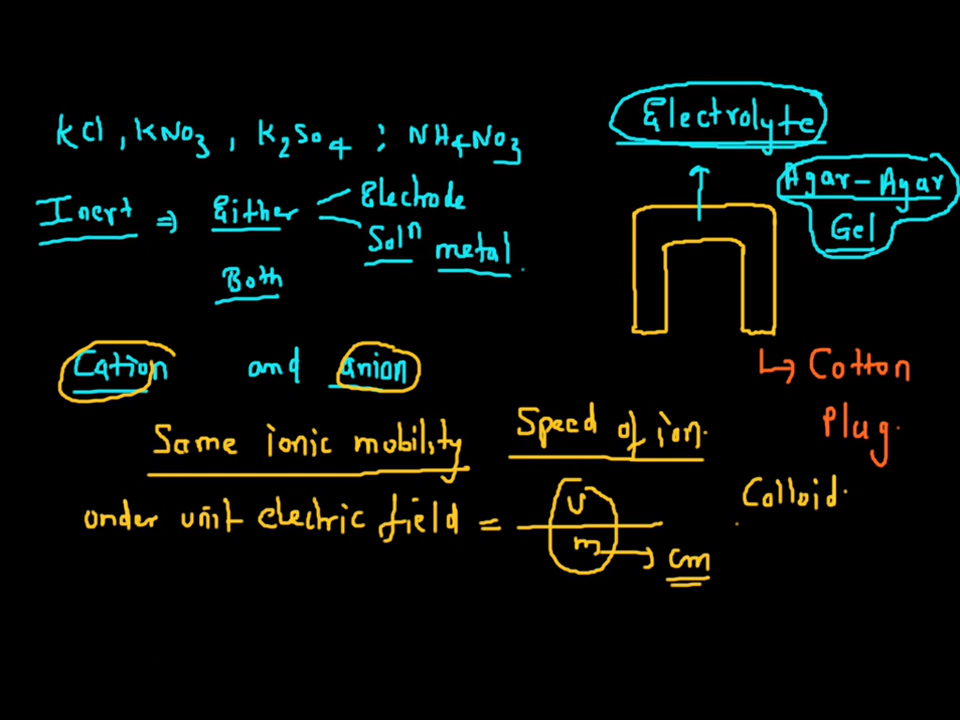 Electrolyte
KCl, KNO3, K2SO4; NH4NO3
Agar-Agar
Gel
Inert ⇒ Either Electrode
Soln metal.
Both
Cation and anion
Cotton
Plug.
Same ionic mobility Speed of ion.
Colloid.
under unit electric field = V
m → cm